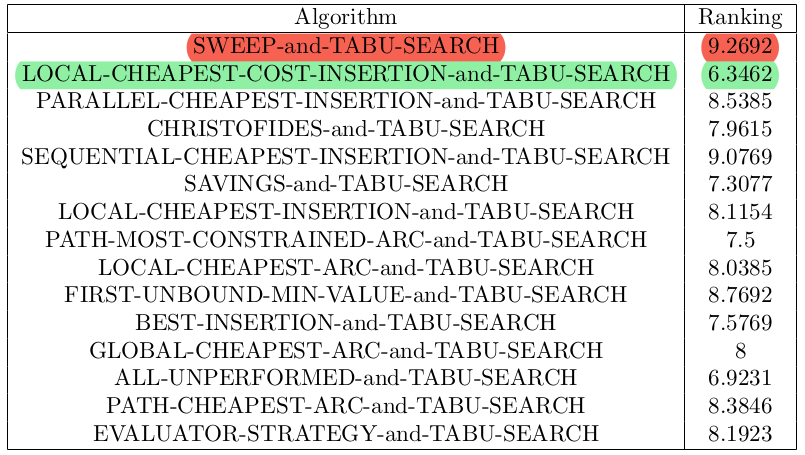 Algorithm Ranking
SWEEP-and-TABU-SEARCH 9.2692
LOCAL-CHEAPEST-COST-INSERTION-and-TABU-SEARCH 6.3462
PARALLEL-CHEAPEST-INSERTION-and-TABU-SEARCH 8.5385
CHRISTOFIDES-and-TABU-SEARCH 7.9615
SEQUENTIAL-CHEAPEST-INSERTION-and-TABU-SEARCH 9.0769
SAVINGS-and-TABU-SEARCH 7.3077
LOCAL-CHEAPEST-INSERTION-and-TABU-SEARCH 8.1154
PATH-MOST-CONSTRAINED-ARC-and-TABU-SEARCH 7.5
LOCAL-CHEAPEST-ARC-and-TABU-SEARCH 8.0385
FIRST-UNBOUND-MIN-VALUE-and-TABU-SEARCH 8.7692
BEST-INSERTION-and-TABU-SEARCH 7.5769
GLOBAL-CHEAPEST-ARC-and-TABU-SEARCH 8
ALL-UNPERFORMED-and-TABU-SEARCH 6.9231
PATH-CHEAPEST-ARC-and-TABU-SEARCH 8.3846
EVALUATOR-STRATEGY-and-TABU-SEARCH 8.1923